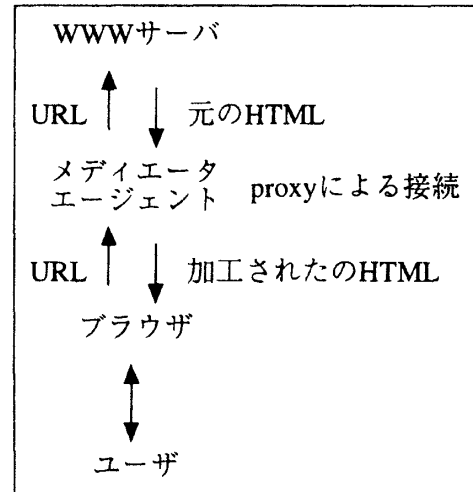 WWWサーバ
URL 元のHTML
メディエータ
エージェント proxyによる接続
URL 加工されたのHTML
ブラウザ
ユーザ